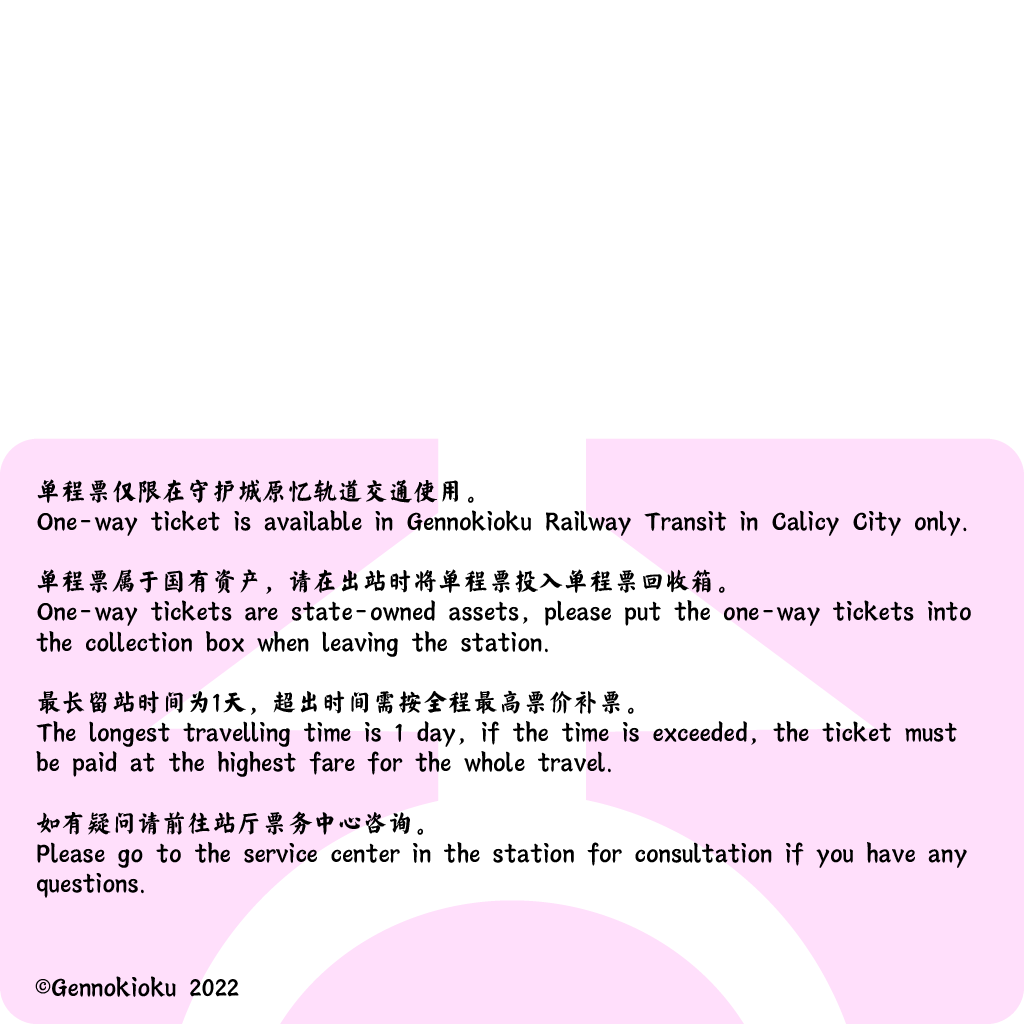 单程票仅限在守护城原忆轨道交通使用。
One-way ticket is available in Gennokioku Railway Transit in Calicy City only.
单程票属于国有资产，请在出站时将单程票投入单程票回收箱。
One-way tickets are state-owned assets, please put the one-way tickets into
the collection box when leaving the station.
最长留站时间为1天，超出时间需按全程最高票价补票。
The longest travelling time is 1 day, if the time is exceeded, the ticket must
be paid at the highest fare for the whole travel.
如有疑问请前往站厅票务中心咨询。
Please go to the service center in the station for consultation if you have any
questions.
©Gennokioku 2022